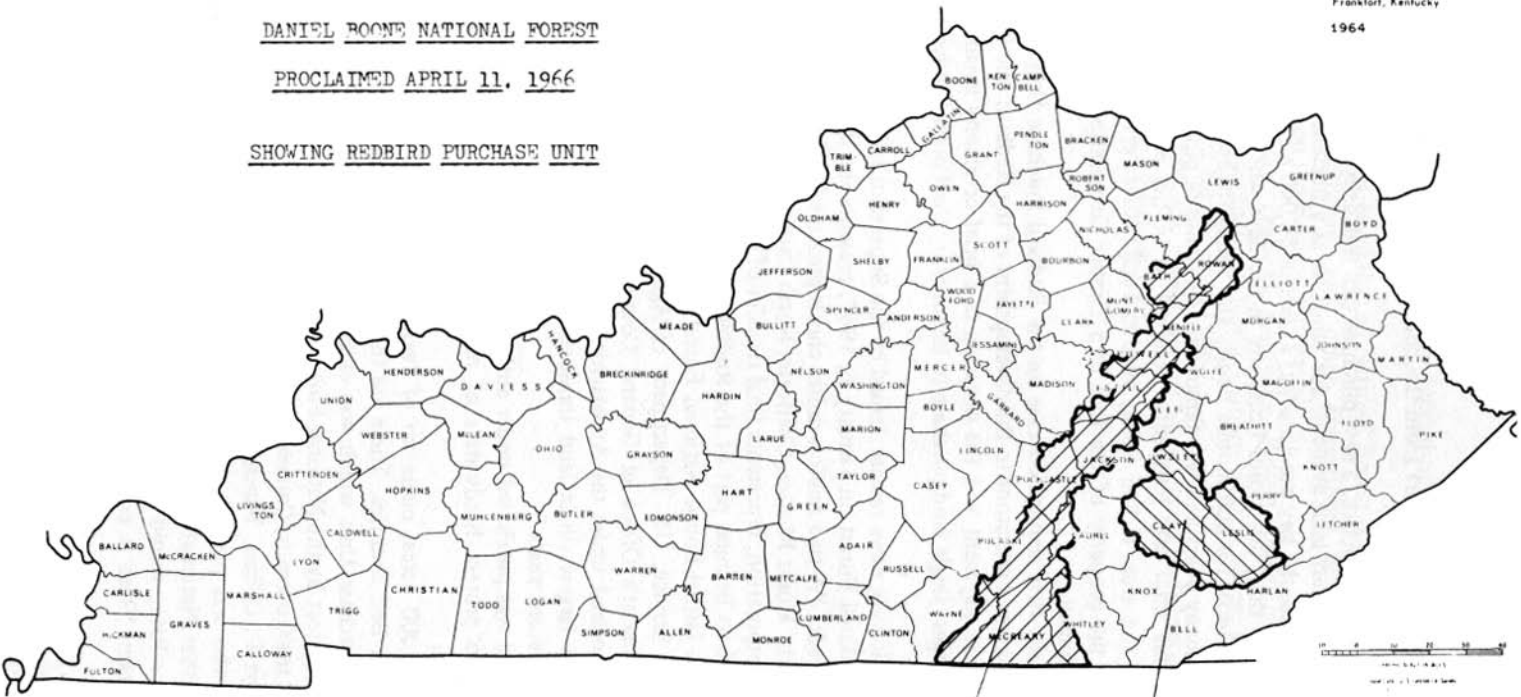 DANIEL BOONE NATIONAL FOREST
PROCLAIMED APRIL 11, 1966
SHOWING REDBIRD PURCHASE UNIT
Frankfort, Kentucky
1964
BOONE
KEN-
TON
CAMP
BELL
GALLATIN
TRIM-
BLE
CARROLL
GRANT
PENDLE
TON
BRACKEN
MASON
ROBERT
SON
LEWIS
GREENUP
OWEN
HENRY
OLDHAM
HARRISON
FLEMING
NICHOLAS
CARTER
BOYD
SCOTT
JEFFERSON
SHELBY
FRANKLIN
BOURBON
BATH
ROWAN
ELLIOTT
LAWRENCE
WOOD
FORD
FAYETTE
MONT
GOMERY
CLARK
MENIFEE
MORGAN
JOHNSON
MARTIN
BULLITT
SPENCER
ANDERSON
JESSAMINE
MEADE
HANCOCK
BRECKINRIDGE
HARDIN
NELSON
WASHINGTON
MERCER
MADISON
GARRARD
BOYLE
ESTILL
POWELL
WOLFE
MAGOFFIN
FLOYD
PIKE
HENDERSON
DAVIESS
UNION
WEBSTER
McLEAN
OHIO
GRAYSON
LARUE
MARION
LINCOLN
LEE
BREATHITT
KNOTT
CRITTENDEN
HOPKINS
MUHLENBERG
BUTLER
EDMONSON
HART
GREEN
TAYLOR
CASEY
ROCKCASTLE
JACKSON
OWSLEY
PERRY
LETCHER
LIVINGS
TON
CALDWELL
LYON
CHRISTIAN
TODD
LOGAN
WARREN
BARREN
METCALFE
ADAIR
RUSSELL
PULASKI
LAUREL
CLAY
LESLIE
HARLAN
KNOX
BELL
WHITLEY
McCREARY
WAYNE
CLINTON
CUMBERLAND
MONROE
ALLEN
SIMPSON
TRIGG
BALLARD
McCRACKEN
CARLISLE
GRAVES
MARSHALL
HICKMAN
CALLOWAY
FULTON